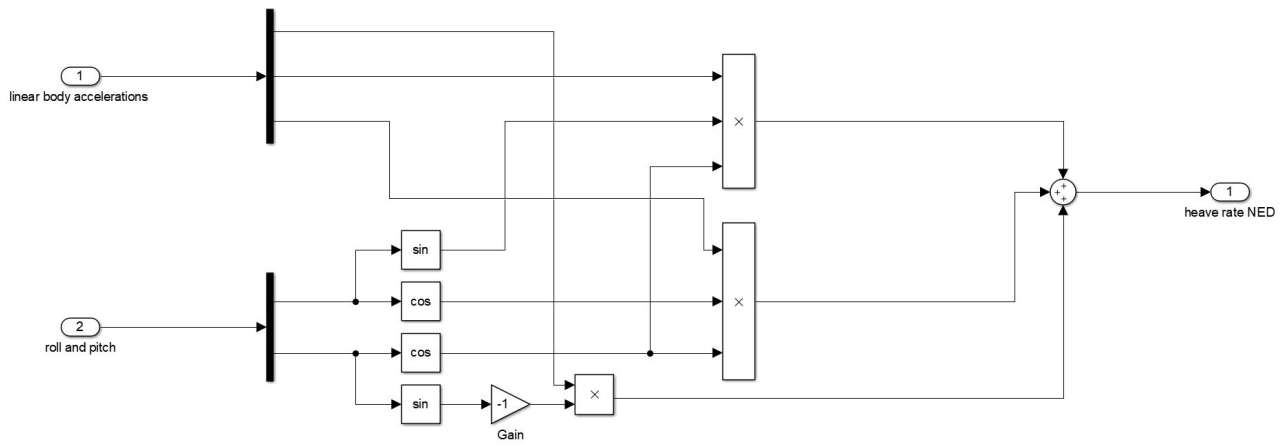 1
linear body accelerations
×
1
heave rate NED
+
+
+
sin
cos
×
2
roll and pitch
cos
sin
-1
×
Gain